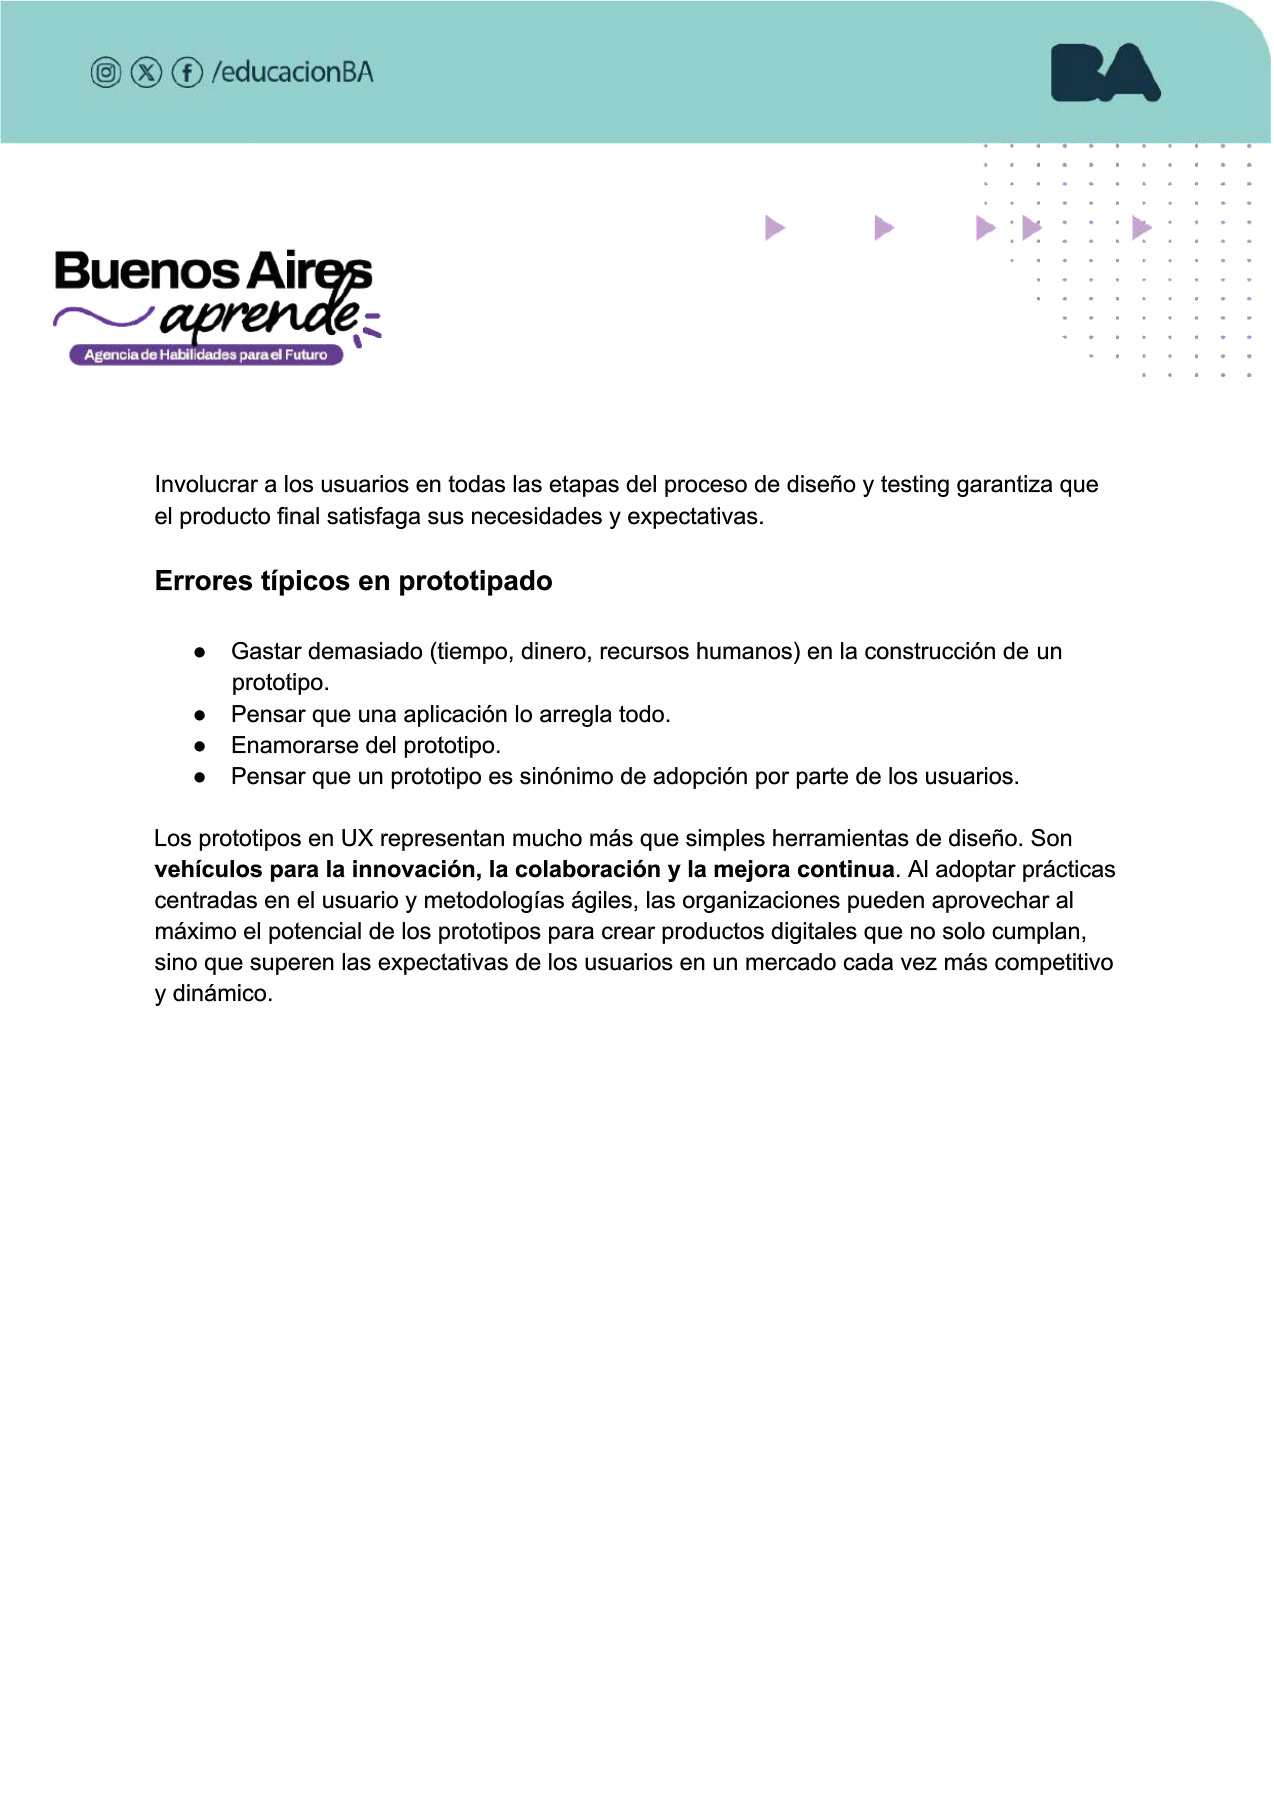 /educacionBA
BA
Buenos Aires
aprende
Agencia de Habilidades para el Futuro
Involucrar a los usuarios en todas las etapas del proceso de diseño y testing garantiza que
el producto final satisfaga sus necesidades y expectativas.
Errores típicos en prototipado
● Gastar demasiado (tiempo, dinero, recursos humanos) en la construcción de un
prototipo.
● Pensar que una aplicación lo arregla todo.
● Enamorarse del prototipo.
● Pensar que un prototipo es sinónimo de adopción por parte de los usuarios.
Los prototipos en UX representan mucho más que simples herramientas de diseño. Son
vehículos para la innovación, la colaboración y la mejora continua. Al adoptar prácticas
centradas en el usuario y metodologías ágiles, las organizaciones pueden aprovechar al
máximo el potencial de los prototipos para crear productos digitales que no solo cumplan,
sino que superen las expectativas de los usuarios en un mercado cada vez más competitivo
y dinámico.